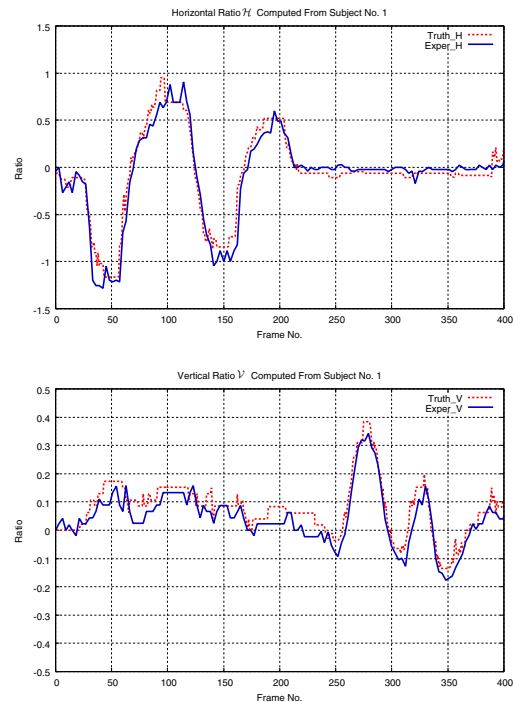 Horizontal Ratio ℋ Computed From Subject No. 1
1.5
1
0.5
0
-0.5
-1
-1.5
Ratio
Truth_H
Exper_H
0 50 100 150 200 250 300 350 400
Frame No.
Vertical Ratio 𝒱 Computed From Subject No. 1
0.5
0.4
0.3
0.2
0.1
0
-0.1
-0.2
-0.3
-0.4
-0.5
Ratio
Truth_V
Exper_V
0 50 100 150 200 250 300 350 400
Frame No.